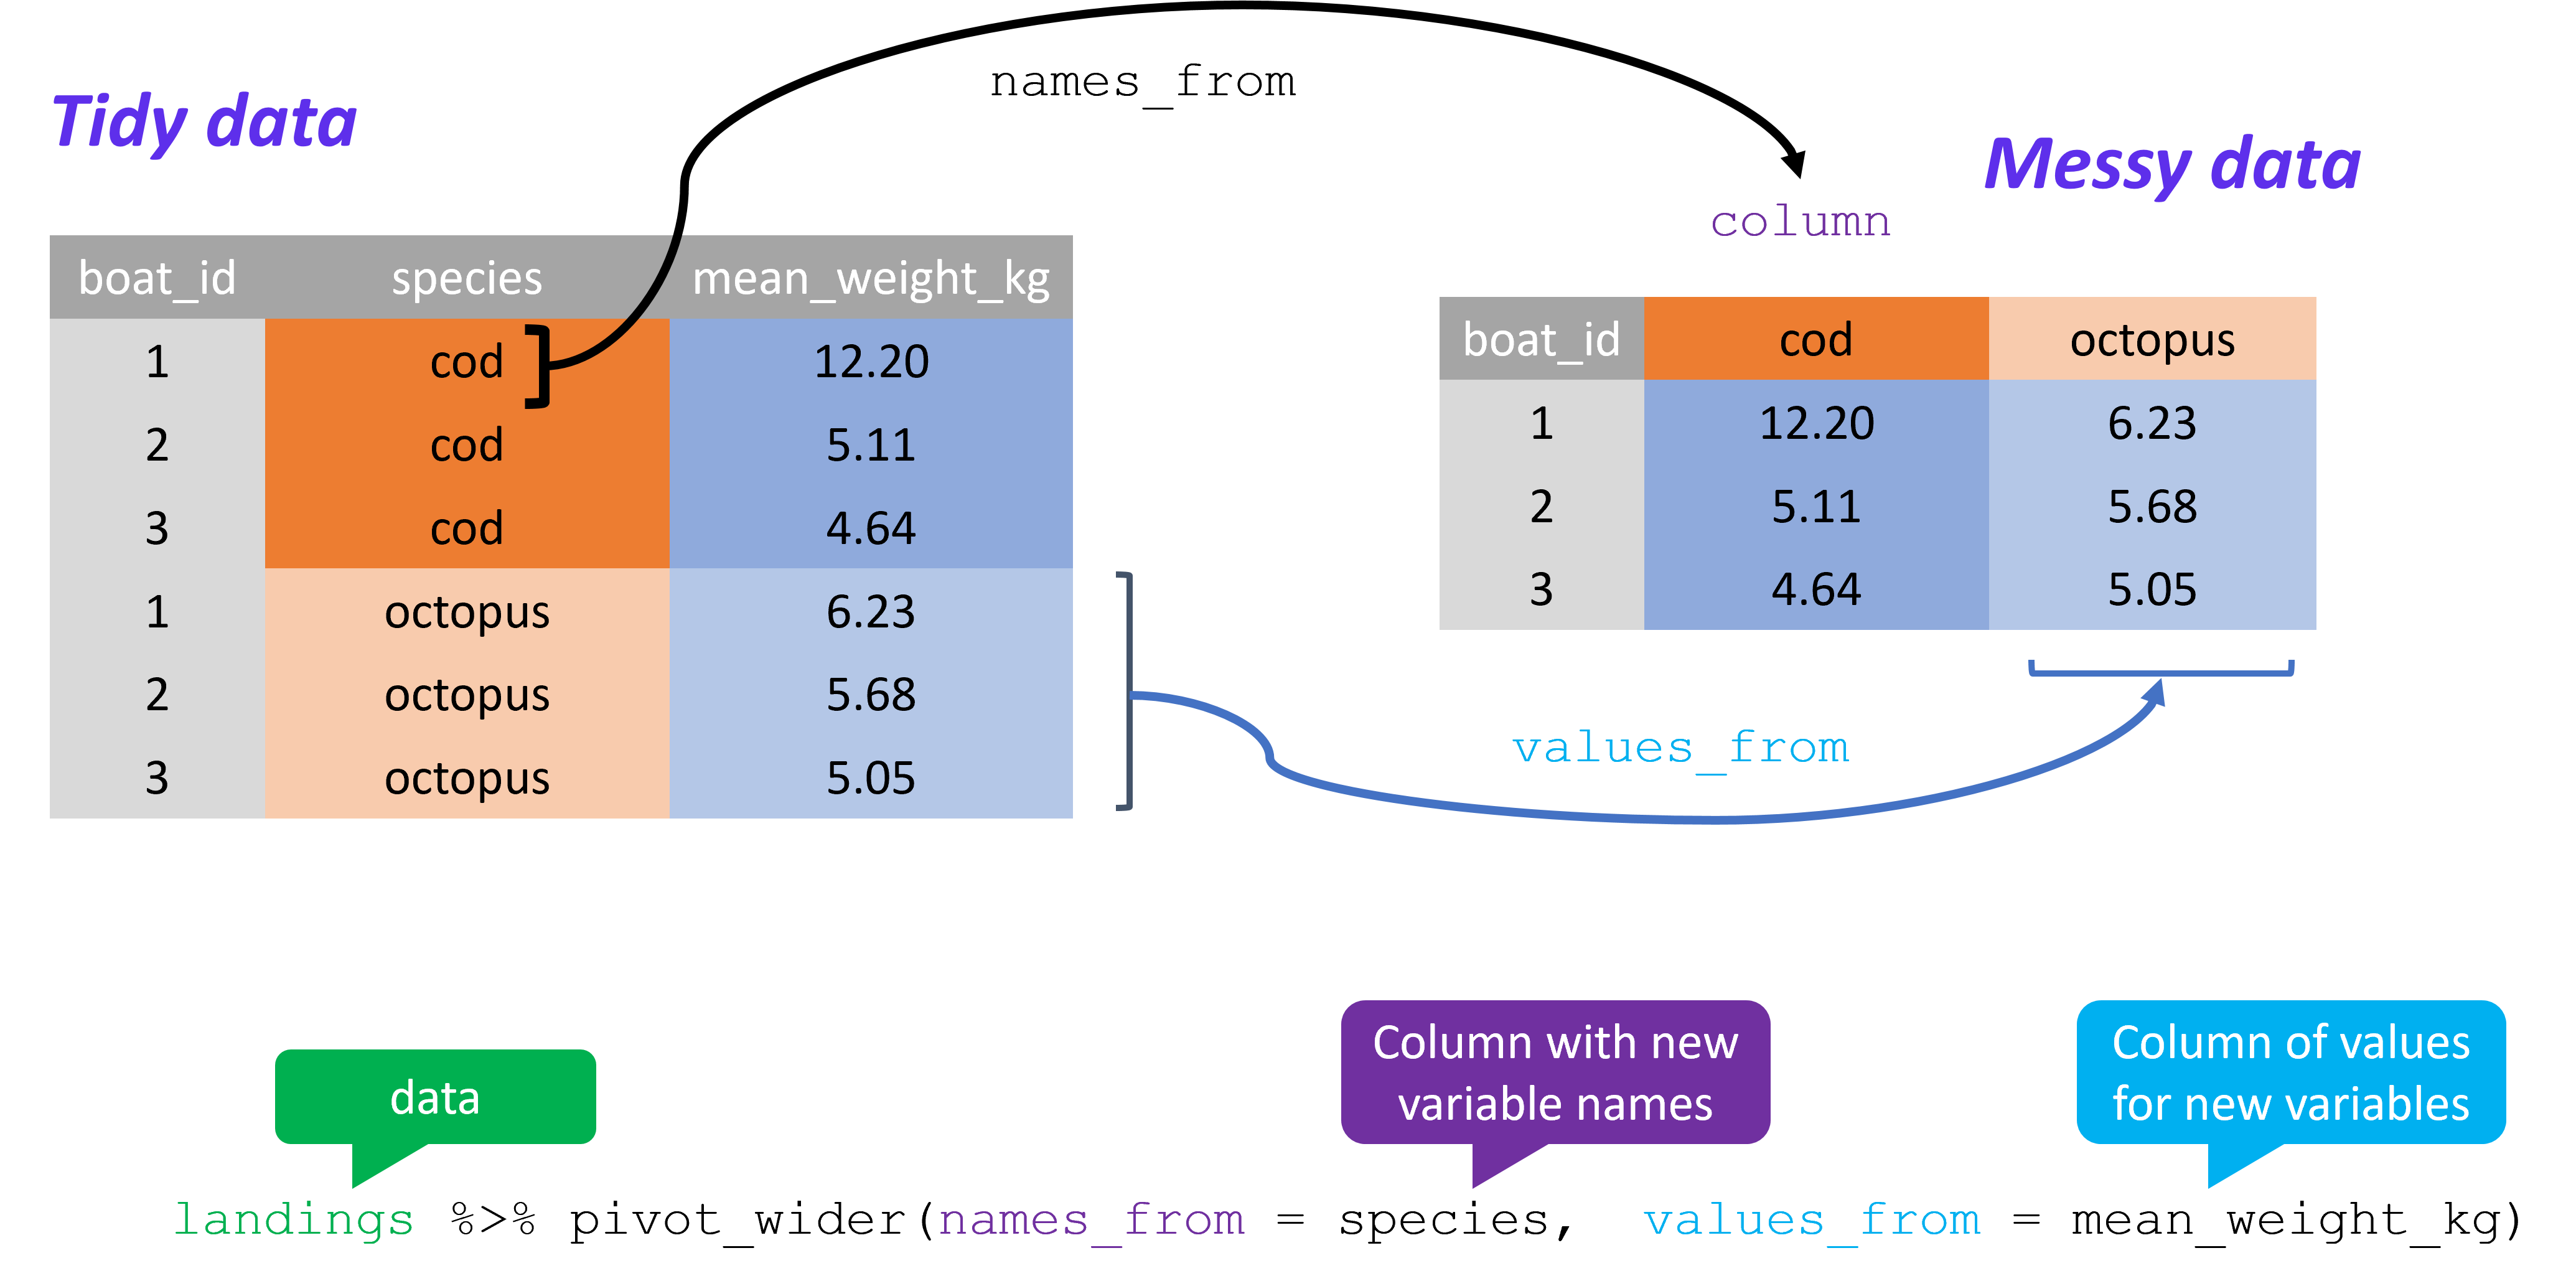 names_from
Tidy data
Messy data
column
boat_id species mean_weight_kg
1 cod 12.20
2 cod 5.11
3 cod 4.64
1 octopus 6.23
2 octopus 5.68
3 octopus 5.05
boat_id cod octopus
1 12.20 6.23
2 5.11 5.68
3 4.64 5.05
values_from
data
Column with new
variable names
Column of values
for new variables
landings %>% pivot_wider(names_from = species, values_from = mean_weight_kg)